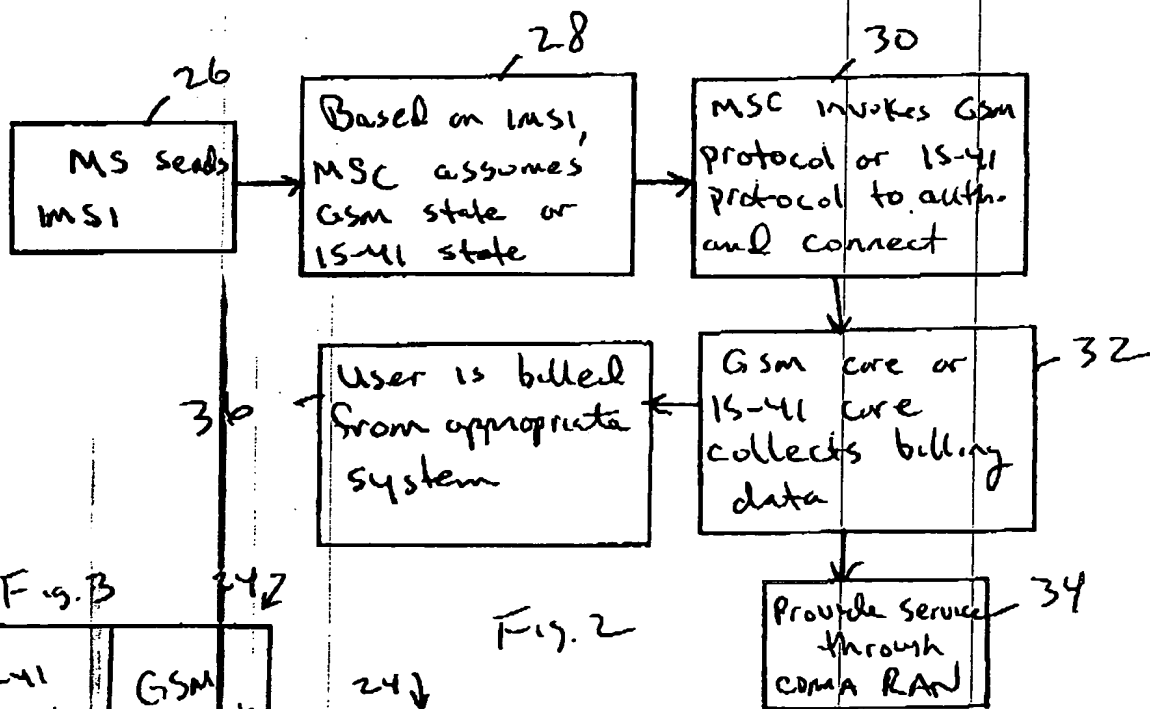 26
MS sends
IMSI
28
Based on IMSI,
MSC assumes
GSM state or
IS-41 state
30
MSC invokes GSM
protocol or IS-41
protocol to auth.
and connect
32
GSM core or
IS-41 core
collects billing
data
36
User is billed
from appropriate
system
34
Provide service
through
CDMA RAN
Fig. 2
Fig. 3
24
-41
GSM
24